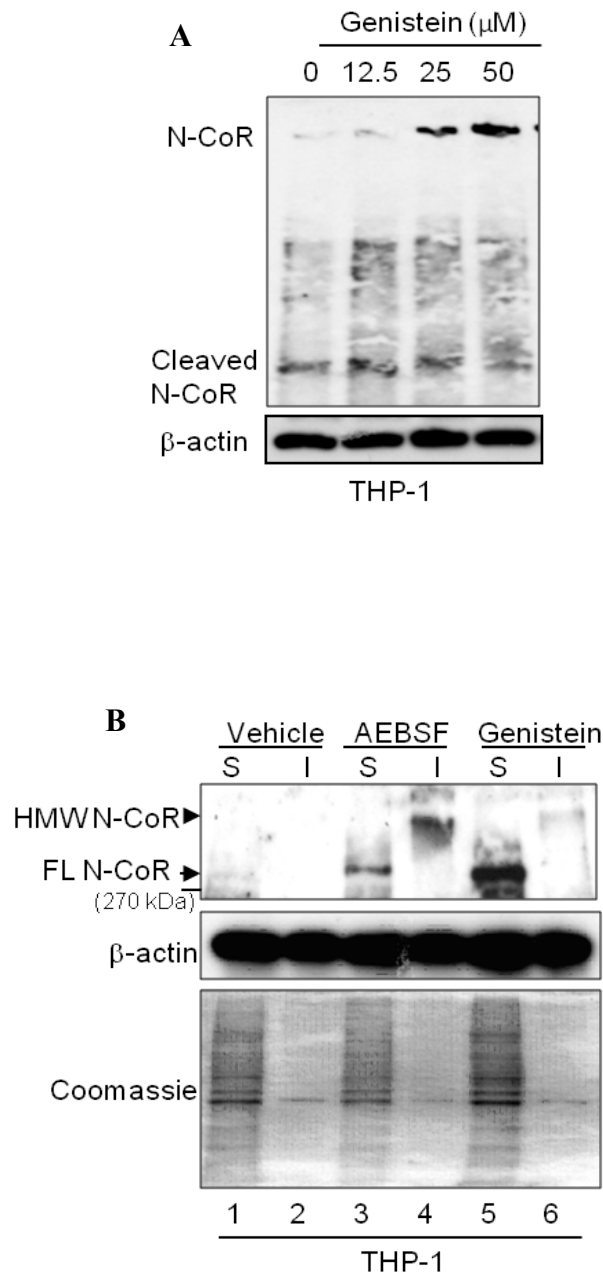 A
Genistein (μM)
0 12.5 25 50
N-CoR
Cleaved
N-CoR
β-actin
THP-1
B
Vehicle AEBSF Genistein
S I S I S I
HMW N-CoR
FL N-CoR
(270 kDa)
β-actin
Coomassie
1 2 3 4 5 6
THP-1